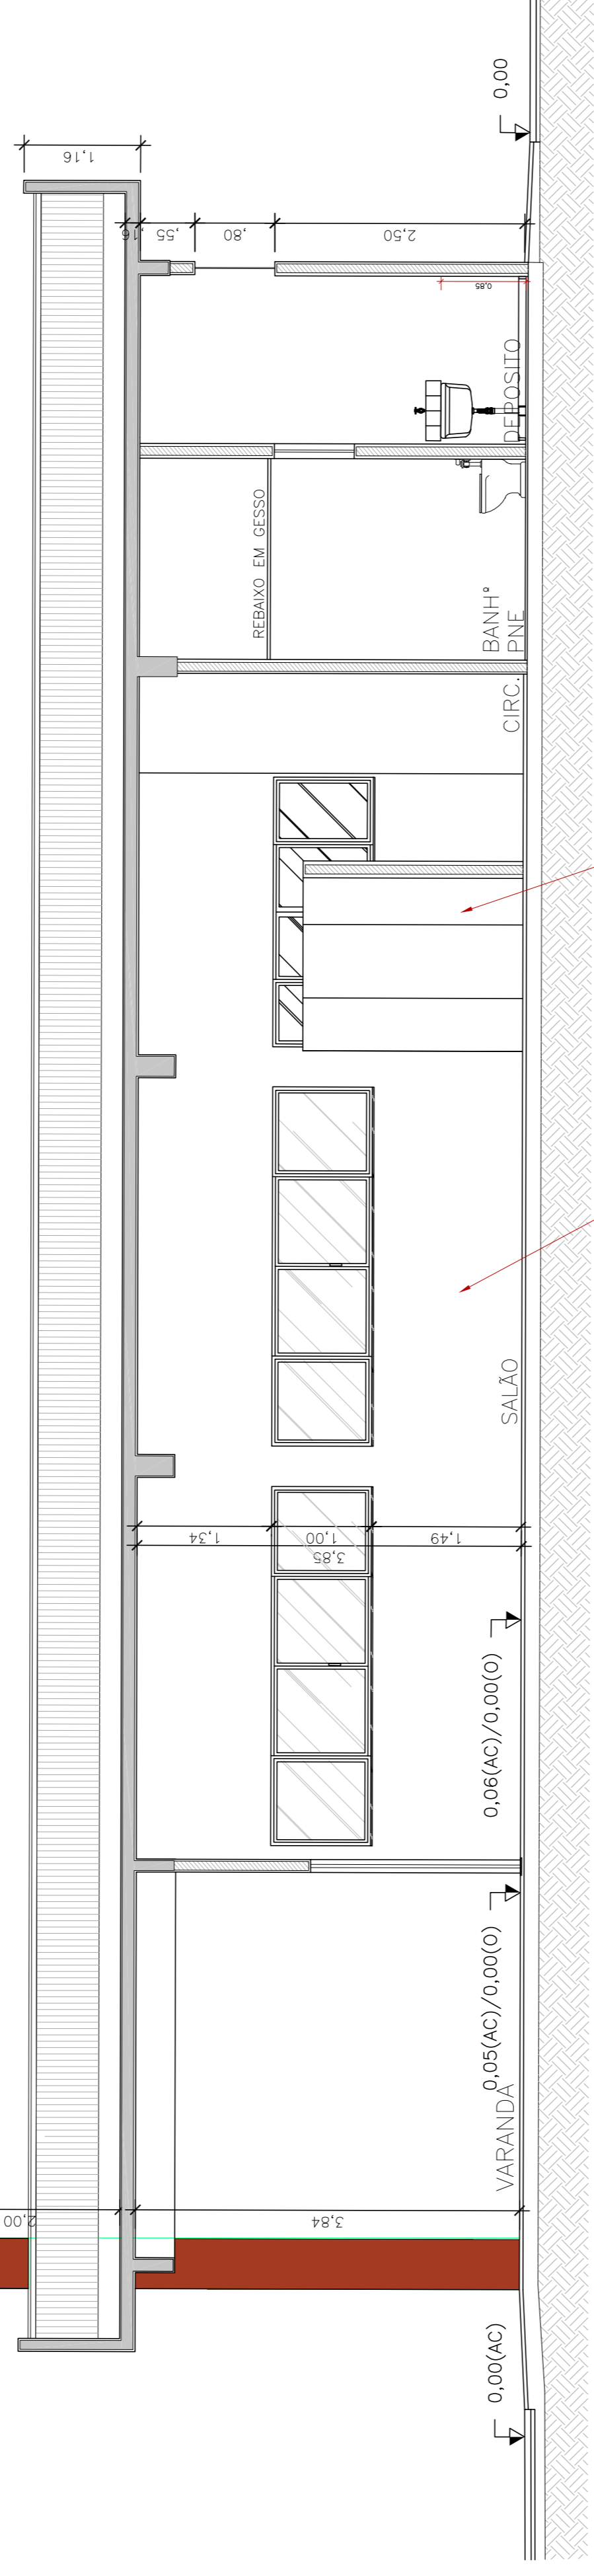 0,00
1,16
,16
,55
,80
2,50
0,85
DEPOSITO
REBAIXO EM GESSO
BANHº
PNE
CIRC.
SALÃO
1,34
1,00
1,49
3,85
0,06(AC)/0,00(O)
0,05(AC)/0,00(O)
VARANDA
2,00
3,84
0,00(AC)